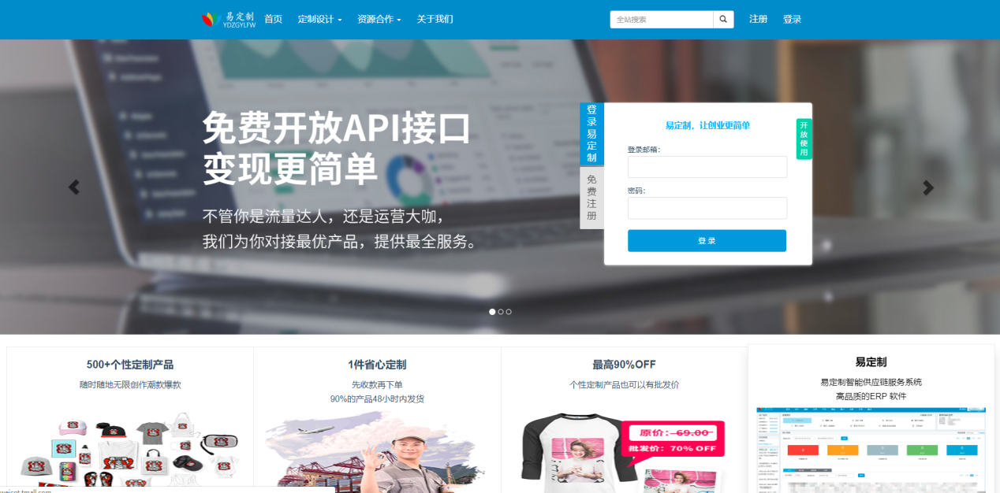 易定制
YDZGYLFW
首页
定制设计
资源合作
关于我们
全站搜索
注册
登录
免费开放API接口
变现更简单
不管你是流量达人，还是运营大咖，
我们为你对接最优产品，提供最全服务。
登录易定制
免费注册
易定制，让创业更简单
开放使用
登录邮箱：
密码：
登 录
500+个性定制产品
随时随地无限创作潮款爆款
1件省心定制
先收款再下单
90%的产品48小时内发货
最高90%OFF
个性定制产品也可以有批发价
原价：69.00
批发价：70% OFF
易定制
易定制智能供应链服务系统
高品质的ERP 软件